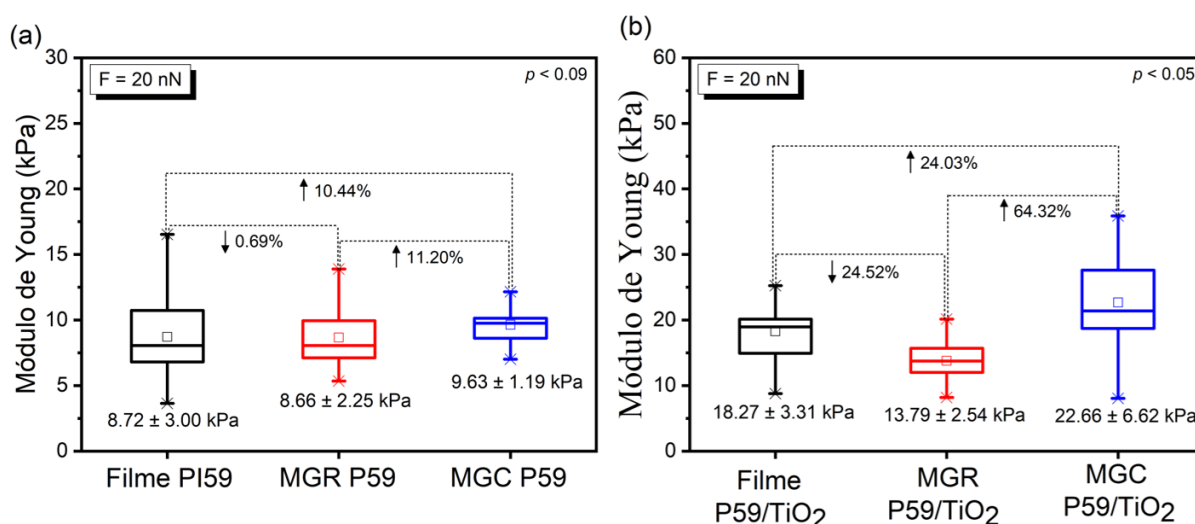 (a)
Módulo de Young (kPa)
30
25
20
15
10
5
0
F = 20 nN
p < 0.09
↑ 10.44%
↓ 0.69%
↑ 11.20%
8.72 ± 3.00 kPa
8.66 ± 2.25 kPa
9.63 ± 1.19 kPa
Filme PI59
MGR P59
MGC P59
(b)
Módulo de Young (kPa)
60
50
40
30
20
10
0
F = 20 nN
p < 0.05
↑ 24.03%
↑ 64.32%
↓ 24.52%
18.27 ± 3.31 kPa
13.79 ± 2.54 kPa
22.66 ± 6.62 kPa
Filme
P59/TiO2
MGR
P59/TiO2
MGC
P59/TiO2